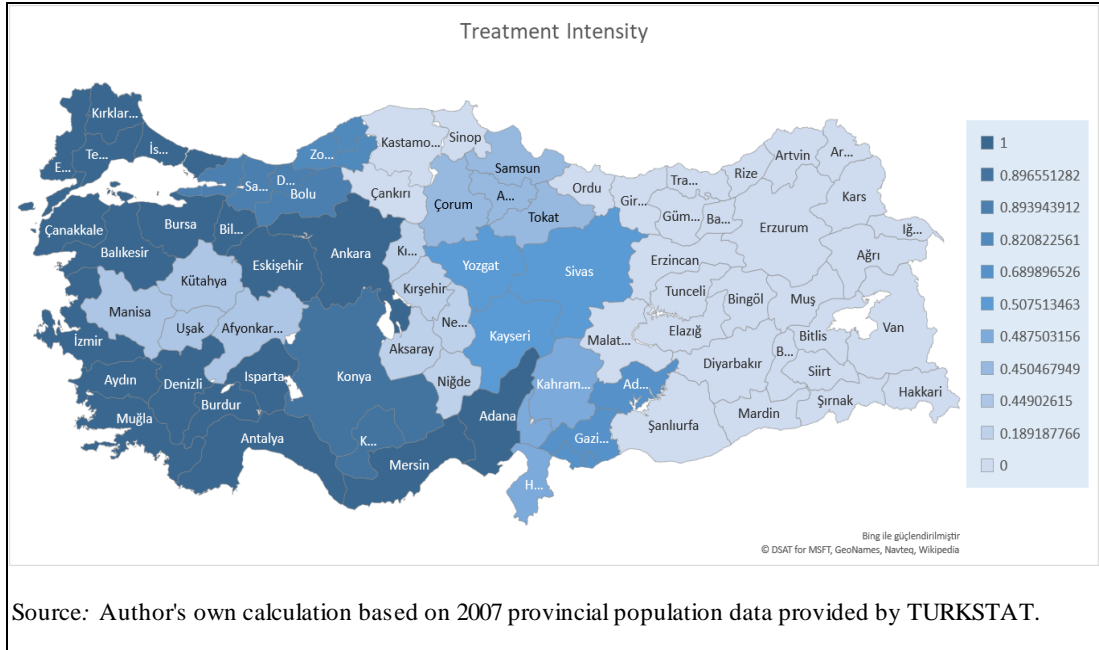 Treatment Intensity
Kırklar...
Te...
İs...
E...
Çanakkale
Balıkesir
Bursa
Bil...
Sa...
D...
Bolu
Zo...
Kastamo...
Sinop
Çankırı
Samsun
Çorum
A...
Tokat
Ordu
Gir...
Tra...
Rize
Artvin
Ar...
Kars
Iğ...
Güm...
Ba...
Erzurum
Ağrı
Eskişehir
Ankara
Kı...
Yozgat
Sivas
Erzincan
Tunceli
Bingöl
Muş
Van
Kütahya
Manisa
Uşak
Afyonkar...
Kırşehir
Ne...
Kayseri
Malat...
Elazığ
Bitlis
B...
Siirt
Diyarbakır
Hakkari
Şırnak
Mardin
Şanlıurfa
İzmir
Aydın
Denizli
Isparta
Konya
Aksaray
Niğde
Kahram...
Ad...
Gazi...
Muğla
Burdur
Antalya
K...
Mersin
Adana
H...
1
0.896551282
0.893943912
0.820822561
0.689896526
0.507513463
0.487503156
0.450467949
0.44902615
0.189187766
0
Bing ile güçlendirilmiştir
© DSAT for MSFT, GeoNames, Navteq, Wikipedia
Source: Author's own calculation based on 2007 provincial population data provided by TURKSTAT.